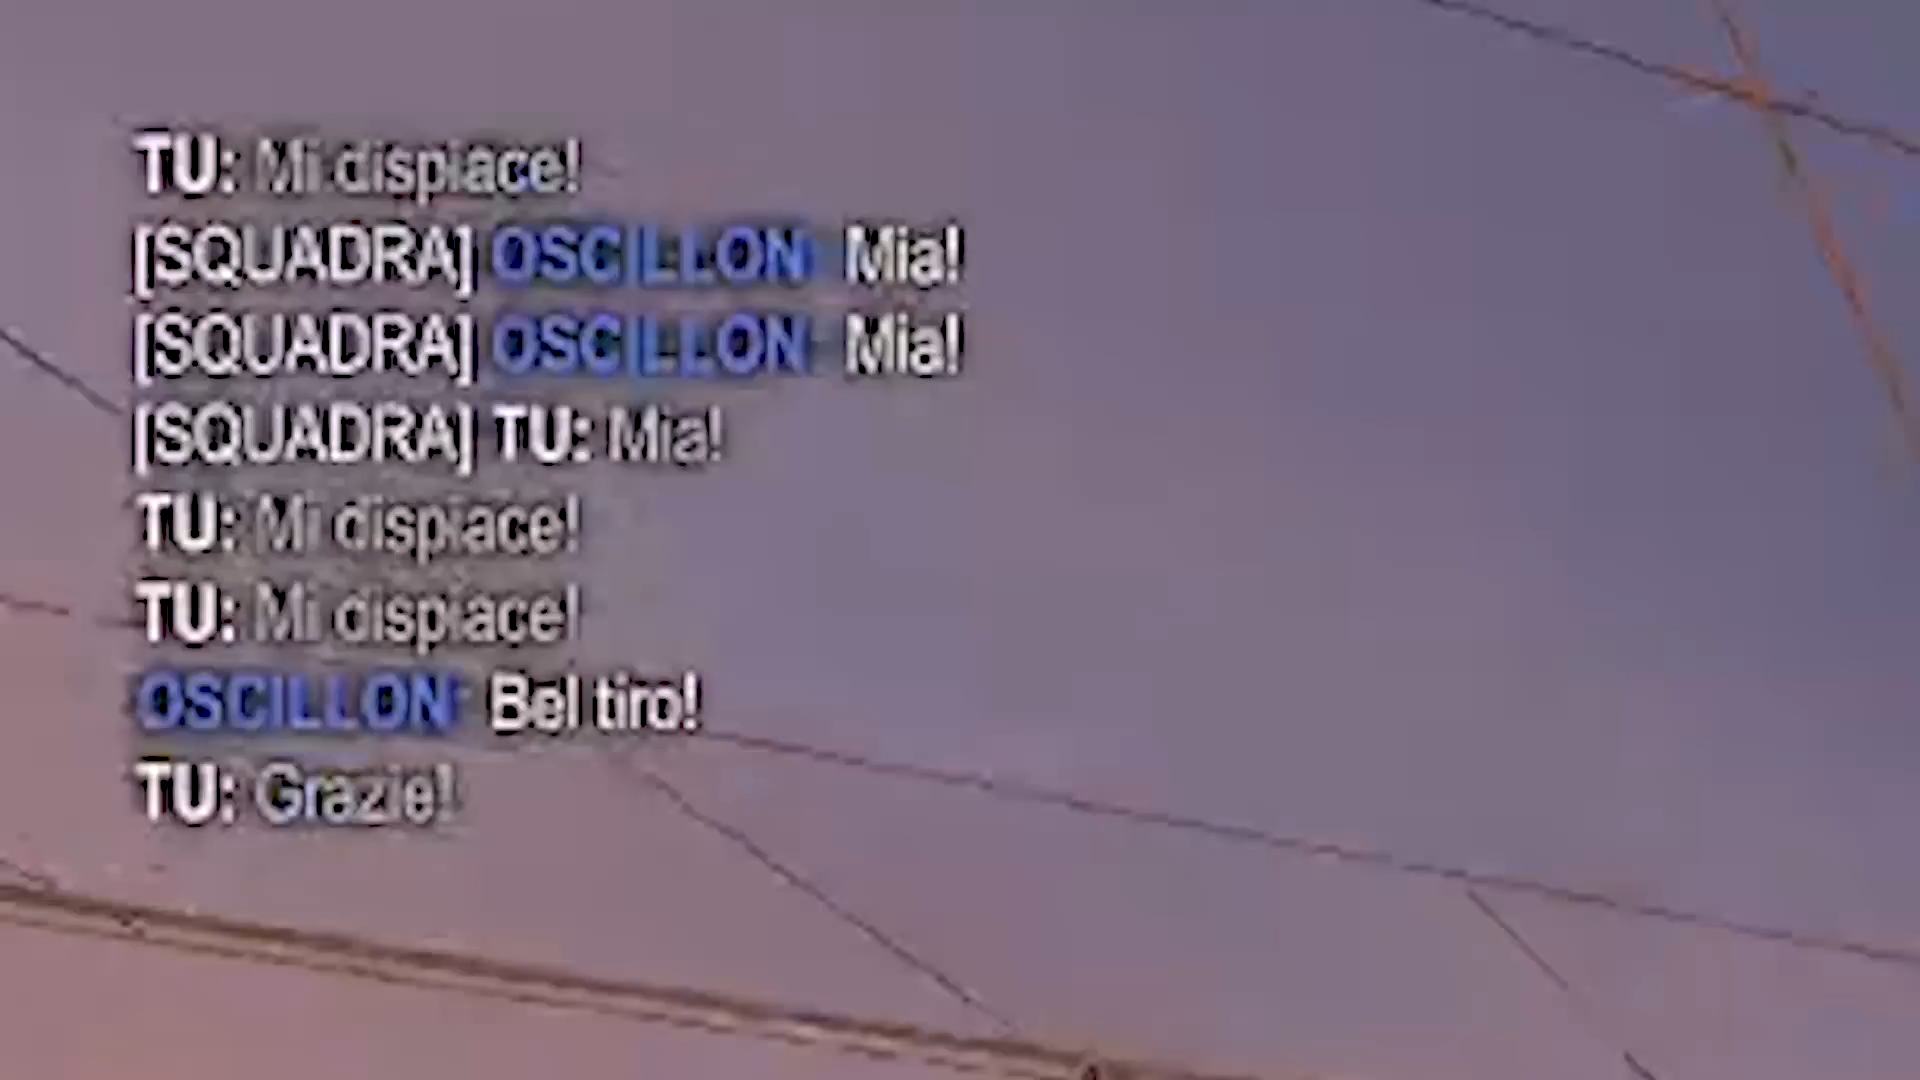 TU: Mi dispiace!
[SQUADRA] OSCILLON: Mia!
[SQUADRA] OSCILLON: Mia!
[SQUADRA] TU: Mia!
TU: Mi dispiace!
TU: Mi dispiace!
OSCILLON: Bel tiro!
TU: Grazie!